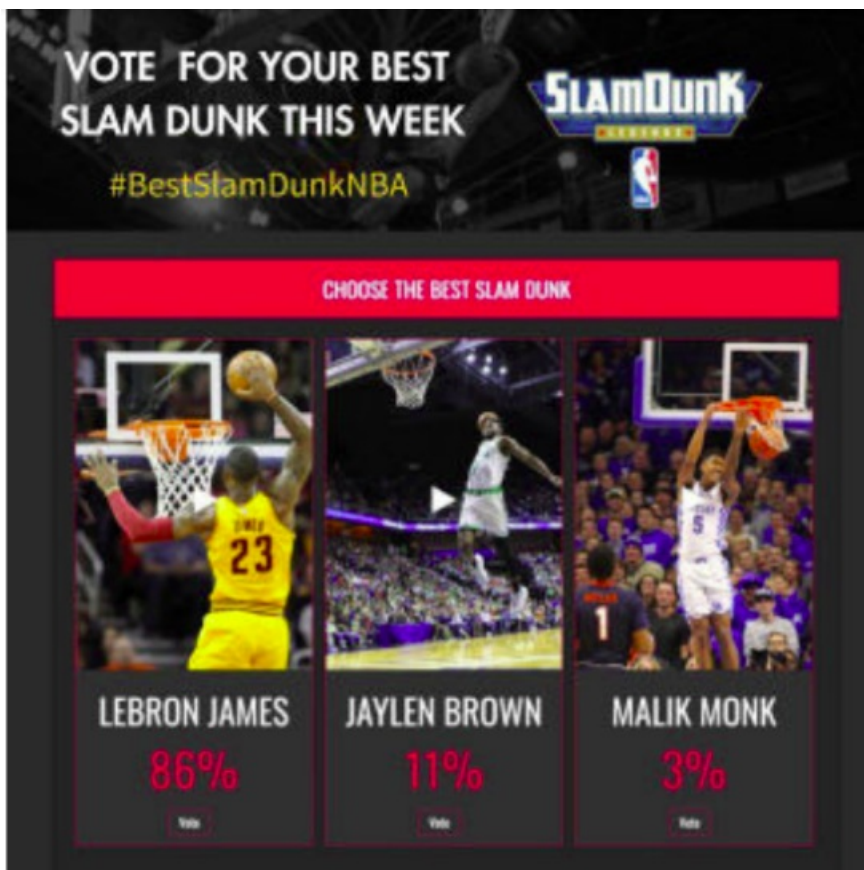 VOTE FOR YOUR BEST
SLAM DUNK THIS WEEK
#BestSlamDunkNBA
SLAMDUNK
LEGENDS
CHOOSE THE BEST SLAM DUNK
23
5
1
LEBRON JAMES
JAYLEN BROWN
MALIK MONK
86%
11%
3%
Vote
Vote
Vote